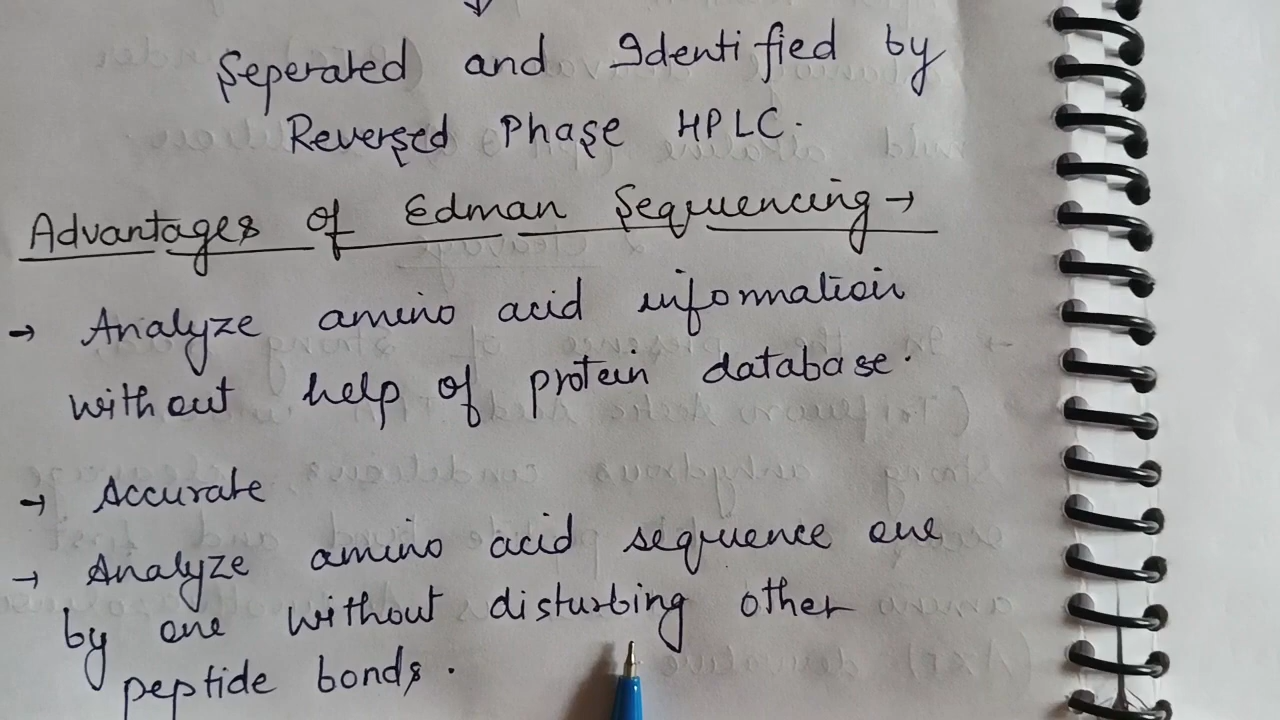 Seperated and Identified by
Reversed Phase HPLC.
Advantages of Edman Sequencing →
→ Analyze amino acid information
without help of protein database.
→ Accurate
→ Analyze amino acid sequence one
by one without disturbing other
peptide bonds.